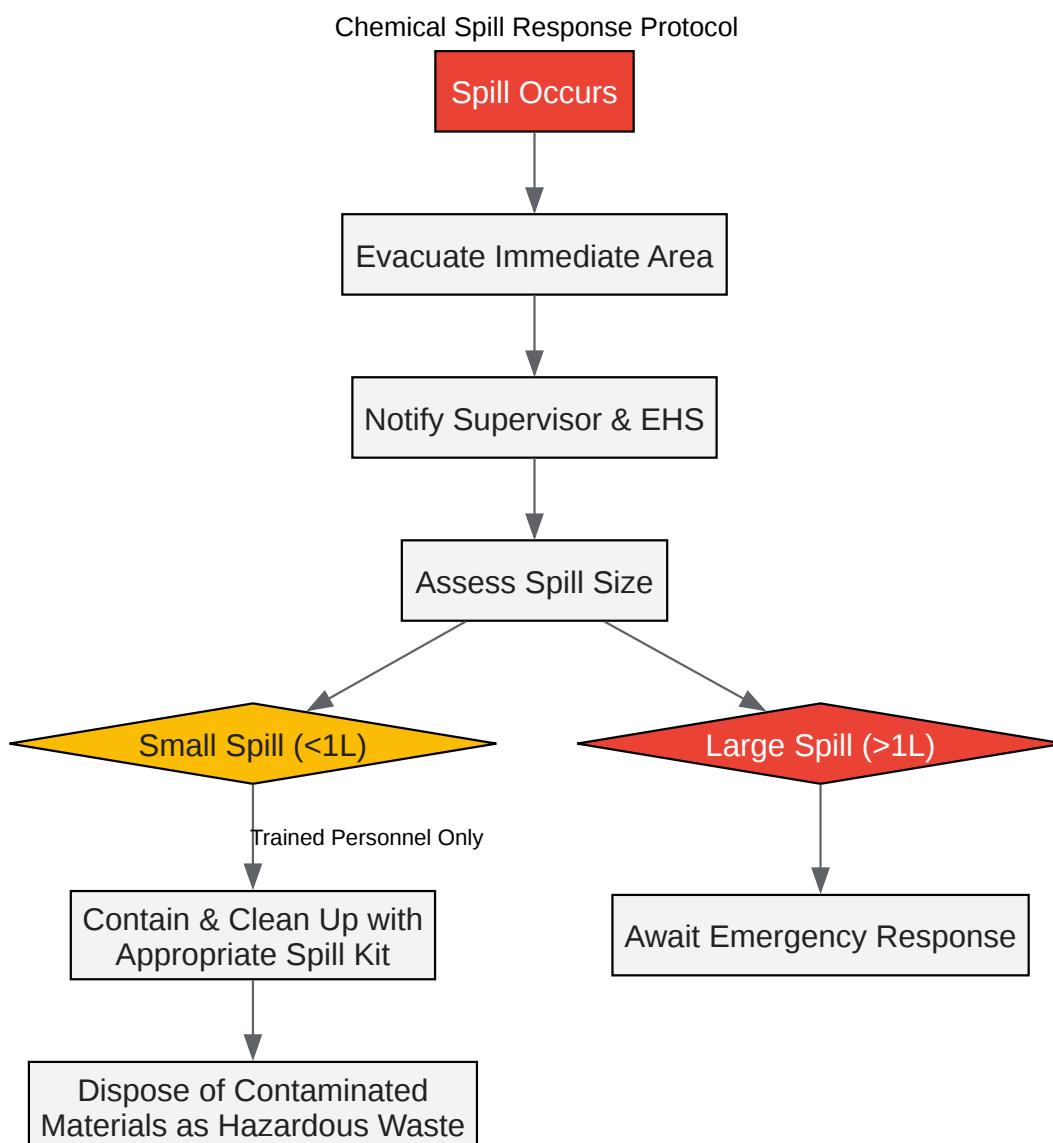 Chemical Spill Response Protocol
Spill Occurs
Evacuate Immediate Area
Notify Supervisor & EHS
Assess Spill Size
Small Spill (<1L)
Large Spill (>1L)
Trained Personnel Only
Contain & Clean Up with
Appropriate Spill Kit
Await Emergency Response
Dispose of Contaminated
Materials as Hazardous Waste